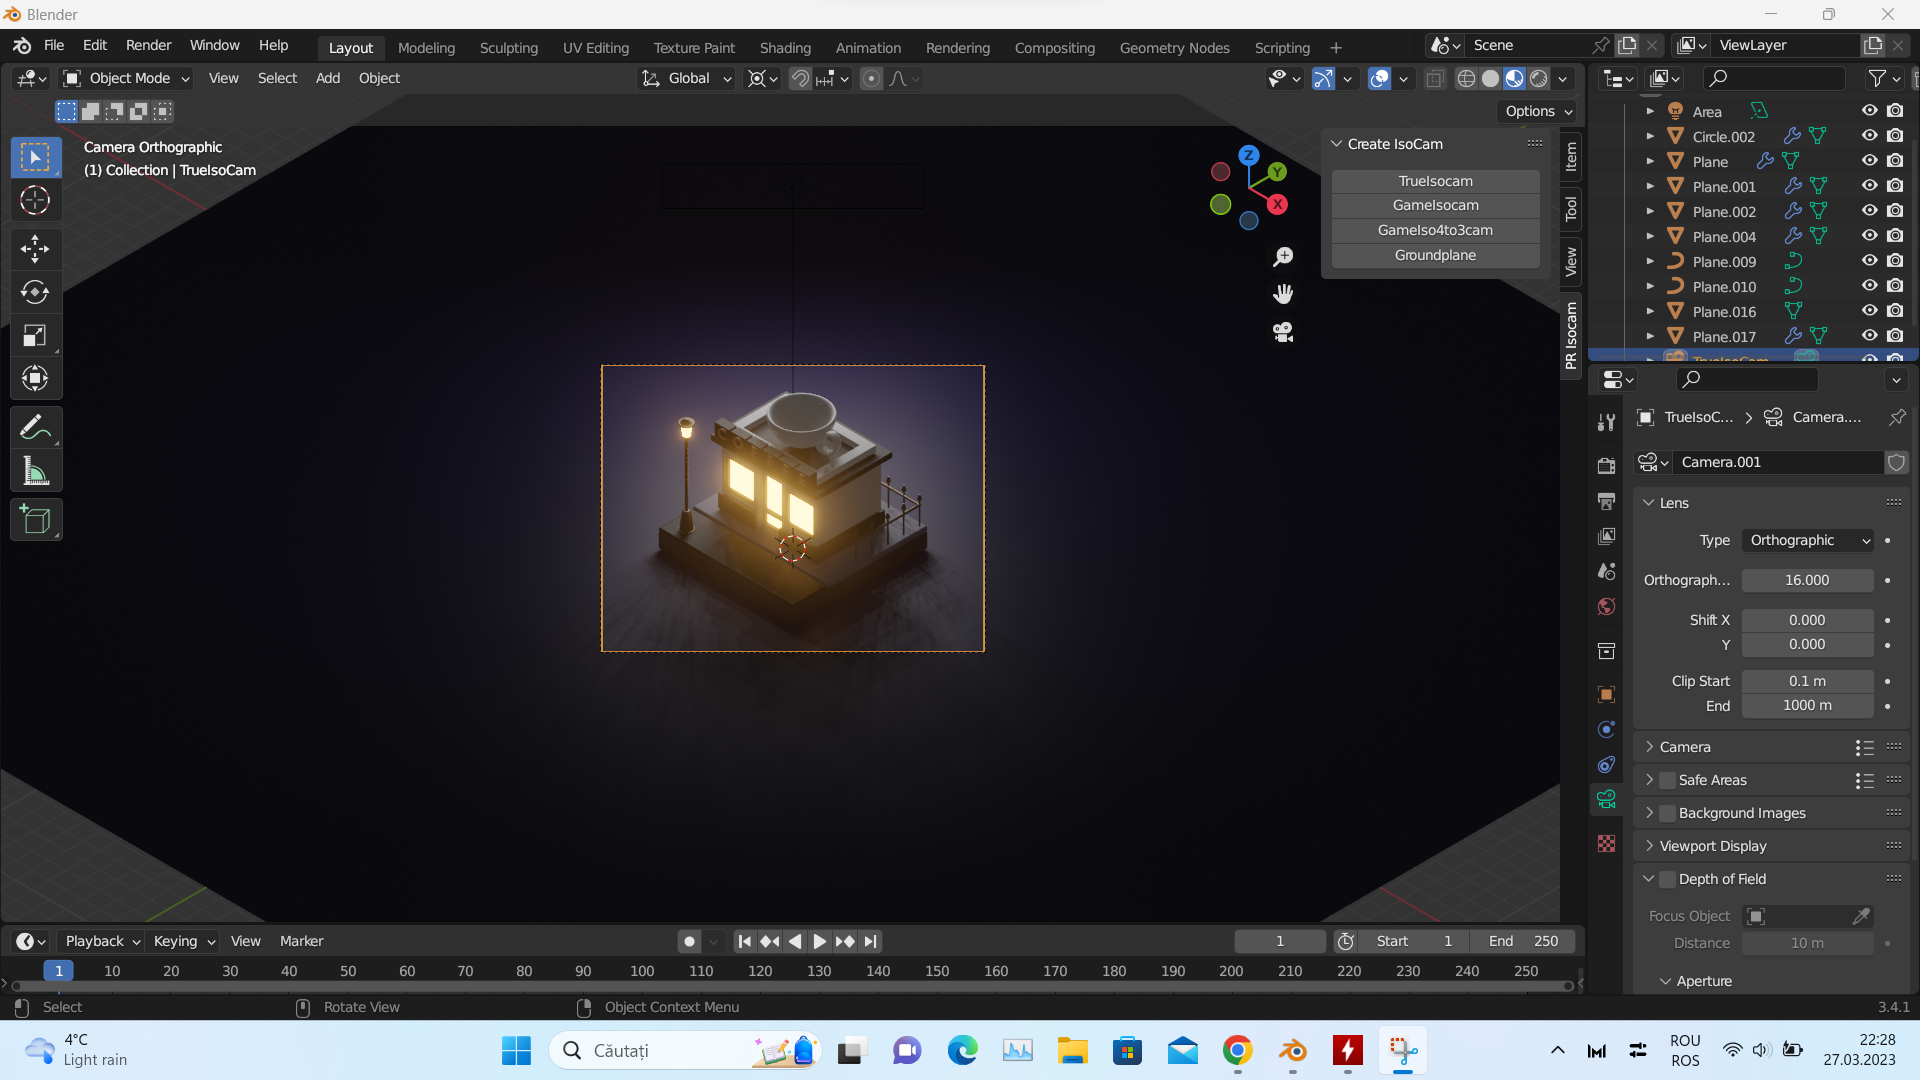 Blender
File Edit Render Window Help Layout Modeling Sculpting UV Editing Texture Paint Shading Animation Rendering Compositing Geometry Nodes Scripting + Scene ViewLayer
Object Mode View Select Add Object Global
Options
Camera Orthographic
(1) Collection | TrueIsoCam
Z
Y
X
Create IsoCam
TrueIsocam
GameIsocam
GameIso4to3cam
Groundplane
Item
Tool
View
PR Isocam
Area
Circle.002
Plane
Plane.001
Plane.002
Plane.004
Plane.009
Plane.010
Plane.016
Plane.017
TrueIsoCam
TrueIsoC... Camera....
Camera.001
Lens
Type Orthographic
Orthograph... 16.000
Shift X 0.000
Y 0.000
Clip Start 0.1 m
End 1000 m
Camera
Safe Areas
Background Images
Viewport Display
Depth of Field
Focus Object
Distance 10 m
Aperture
Playback Keying View Marker 1 Start 1 End 250
1 10 20 30 40 50 60 70 80 90 100 110 120 130 140 150 160 170 180 190 200 210 220 230 240 250
Select Rotate View Object Context Menu 3.4.1
4°C
Light rain
Căutați
ROU
ROS
22:28
27.03.2023